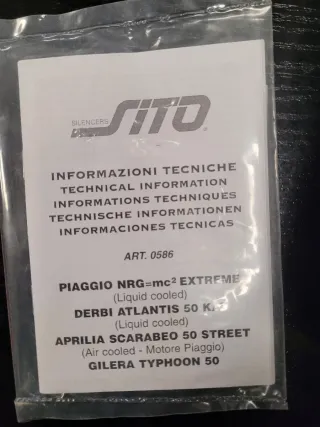 SILENCERS
SITO
INFORMAZIONI TECNICHE
TECHNICAL INFORMATION
INFORMATIONS TECHNIQUES
TECHNISCHE INFORMATIONEN
INFORMACIONES TECNICAS
ART. 0586
PIAGGIO NRG=mc² EXTREME
(Liquid cooled)
DERBI ATLANTIS 50
(Liquid cooled)
APRILIA SCARABEO 50 STREET
(Air cooled - Motore Piaggio)
GILERA TYPHOON 50